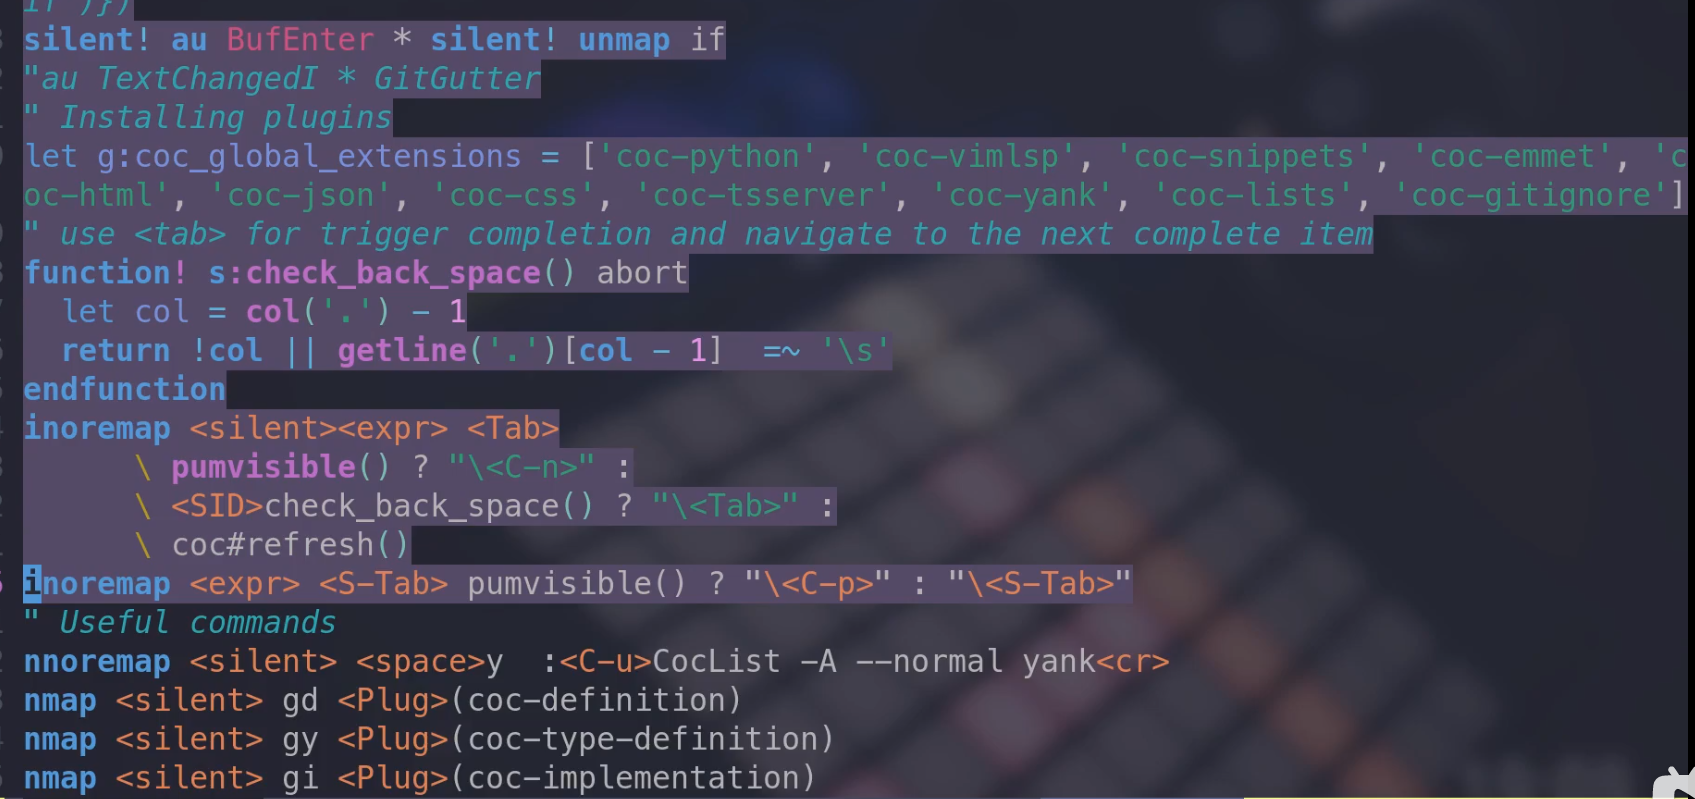 silent! au BufEnter * silent! unmap if
"au TextChangedI * GitGutter
" Installing plugins
let g:coc_global_extensions = ['coc-python', 'coc-vimlsp', 'coc-snippets', 'coc-emmet', 'c
oc-html', 'coc-json', 'coc-css', 'coc-tsserver', 'coc-yank', 'coc-lists', 'coc-gitignore']
" use <tab> for trigger completion and navigate to the next complete item
function! s:check_back_space() abort
  let col = col('.') - 1
  return !col || getline('.')[col - 1]  =~ '\s'
endfunction
inoremap <silent><expr> <Tab>
      \ pumvisible() ? "\<C-n>" :
      \ <SID>check_back_space() ? "\<Tab>" :
      \ coc#refresh()
inoremap <expr> <S-Tab> pumvisible() ? "\<C-p>" : "\<S-Tab>"
" Useful commands
nnoremap <silent> <space>y  :<C-u>CocList -A --normal yank<cr>
nmap <silent> gd <Plug>(coc-definition)
nmap <silent> gy <Plug>(coc-type-definition)
nmap <silent> gi <Plug>(coc-implementation)